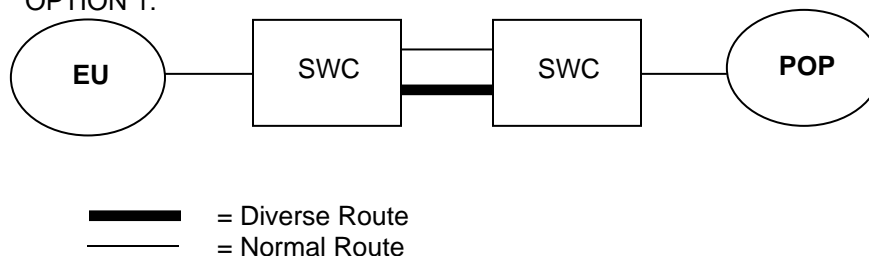 OPTION 1:
EU SWC SWC POP
= Diverse Route
= Normal Route